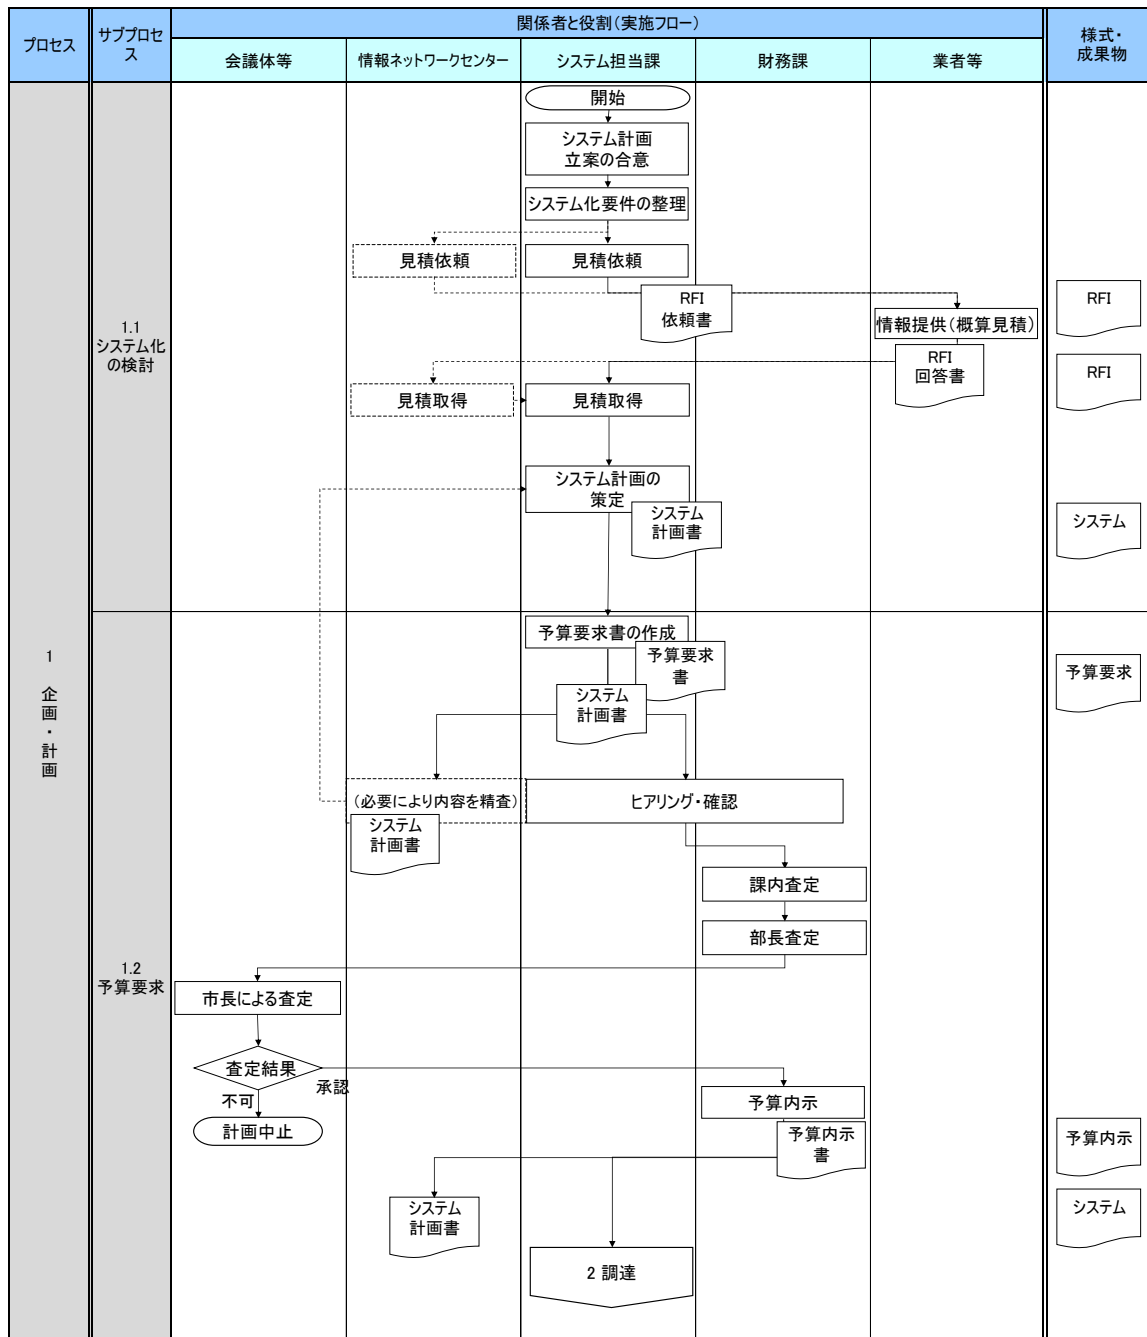 プロセス
サブプロセ
ス
関係者と役割(実施フロー)
様式・
成果物
会議体等
情報ネットワークセンター
システム担当課
財務課
業者等
1
企
画
・
計
画
1.1
システム化
の検討
開始
システム計画
立案の合意
システム化要件の整理
見積依頼
見積依頼
RFI
依頼書
情報提供(概算見積)
RFI
RFI
回答書
RFI
見積取得
見積取得
システム計画の
策定
システム
計画書
システム
1.2
予算要求
予算要求書の作成
予算要求
書
予算要求
システム
計画書
(必要により内容を精査)
ヒアリング・確認
システム
計画書
課内査定
部長査定
市長による査定
査定結果
承認
不可
計画中止
予算内示
予算内示
書
予算内示
システム
計画書
システム
2 調達